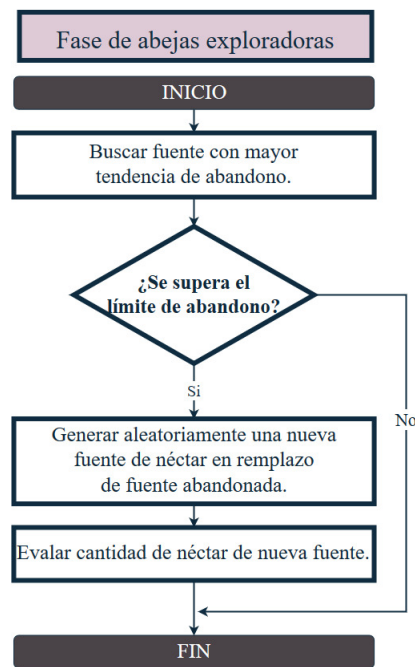 Fase de abejas exploradoras
INICIO
Buscar fuente con mayor
tendencia de abandono.
¿Se supera el
límite de abandono?
Si
No
Generar aleatoriamente una nueva
fuente de néctar en remplazo
de fuente abandonada.
Evalar cantidad de néctar de nueva fuente.
FIN